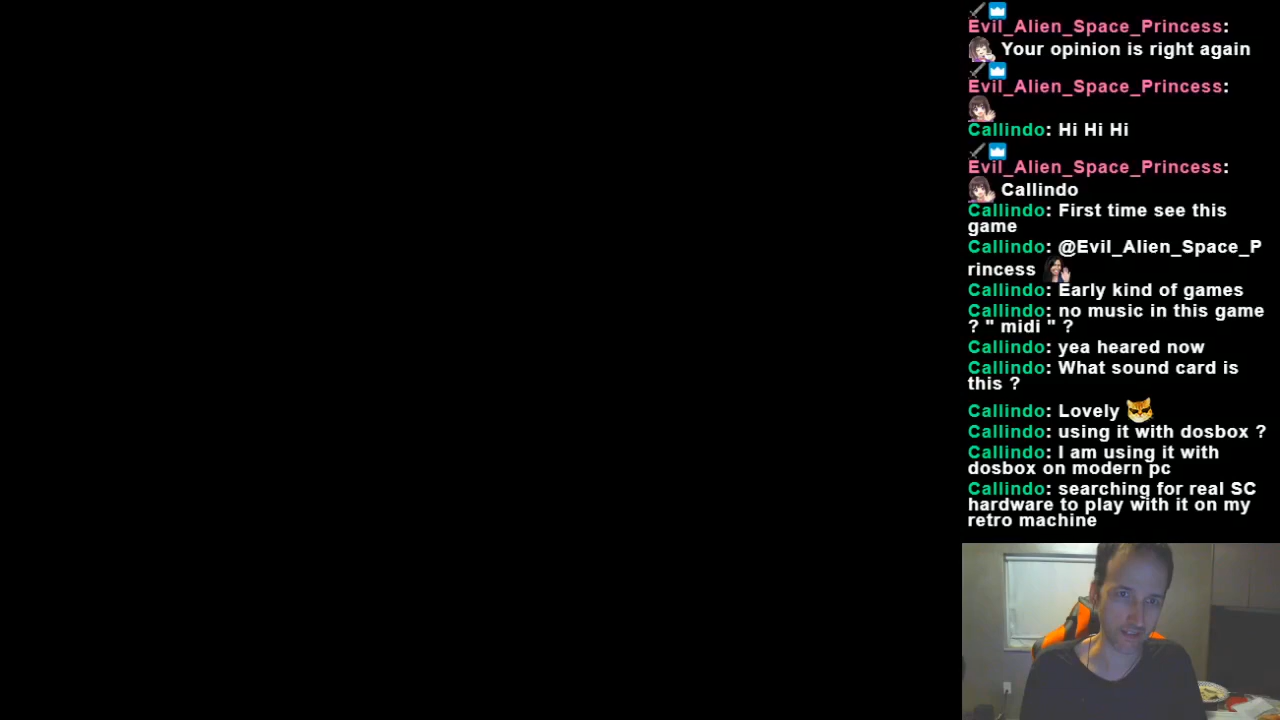 Evil_Alien_Space_Princess:
Your opinion is right again
Evil_Alien_Space_Princess:
Callindo: Hi Hi Hi
Evil_Alien_Space_Princess:
Callindo
Callindo: First time see this
game
Callindo: @Evil_Alien_Space_P
rincess
Callindo: Early kind of games
Callindo: no music in this game
? " midi " ?
Callindo: yea heared now
Callindo: What sound card is
this ?
Callindo: Lovely
Callindo: using it with dosbox ?
Callindo: I am using it with
dosbox on modern pc
Callindo: searching for real SC
hardware to play with it on my
retro machine